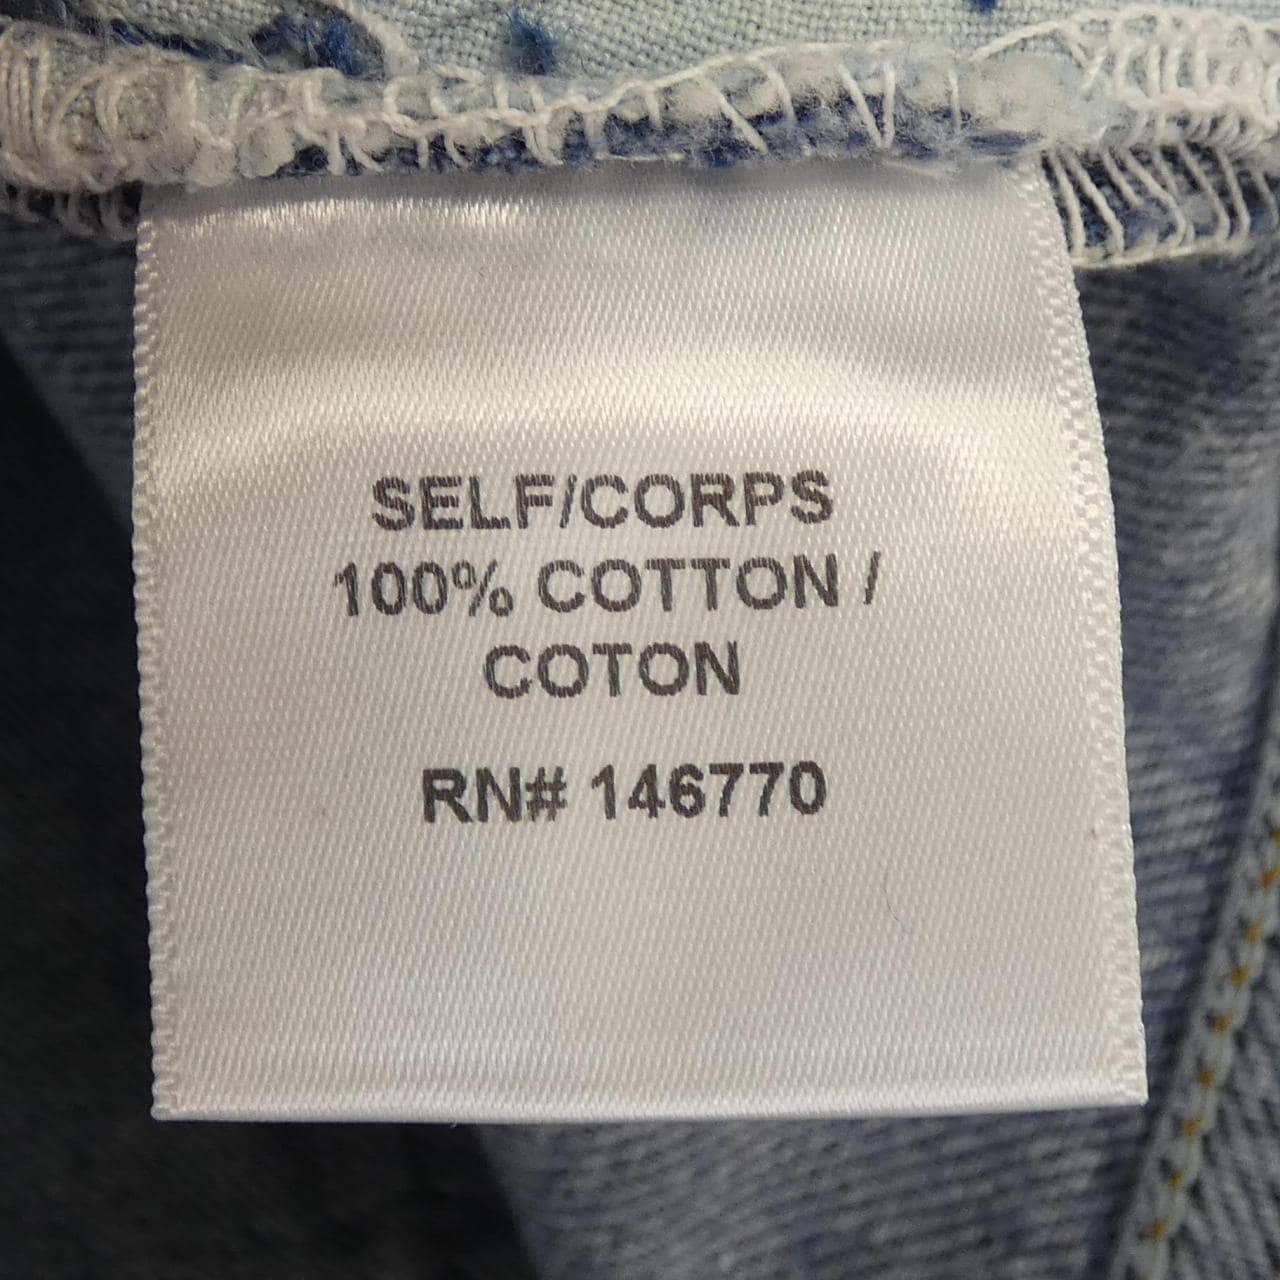 SELF/CORPS
100% COTTON /
COTON
RN# 146770